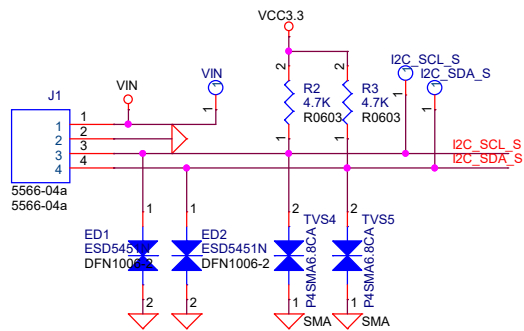 VCC3.3
I2C_SCL_S
I2C_SDA_S
VIN
VIN
2
2
R2
4.7K
R0603
R3
4.7K
R0603
1
1
1
1
1
J1
1
2
3
4
1
2
3
4
I2C_SCL_S
I2C_SDA_S
5566-04a
5566-04a
1
1
2
2
ED1
ESD5451N
DFN1006-2
ED2
ESD5451N
DFN1006-2
TVS4
P4SMA6.8CA
TVS5
P4SMA6.8CA
2
2
1
1
SMA
SMA